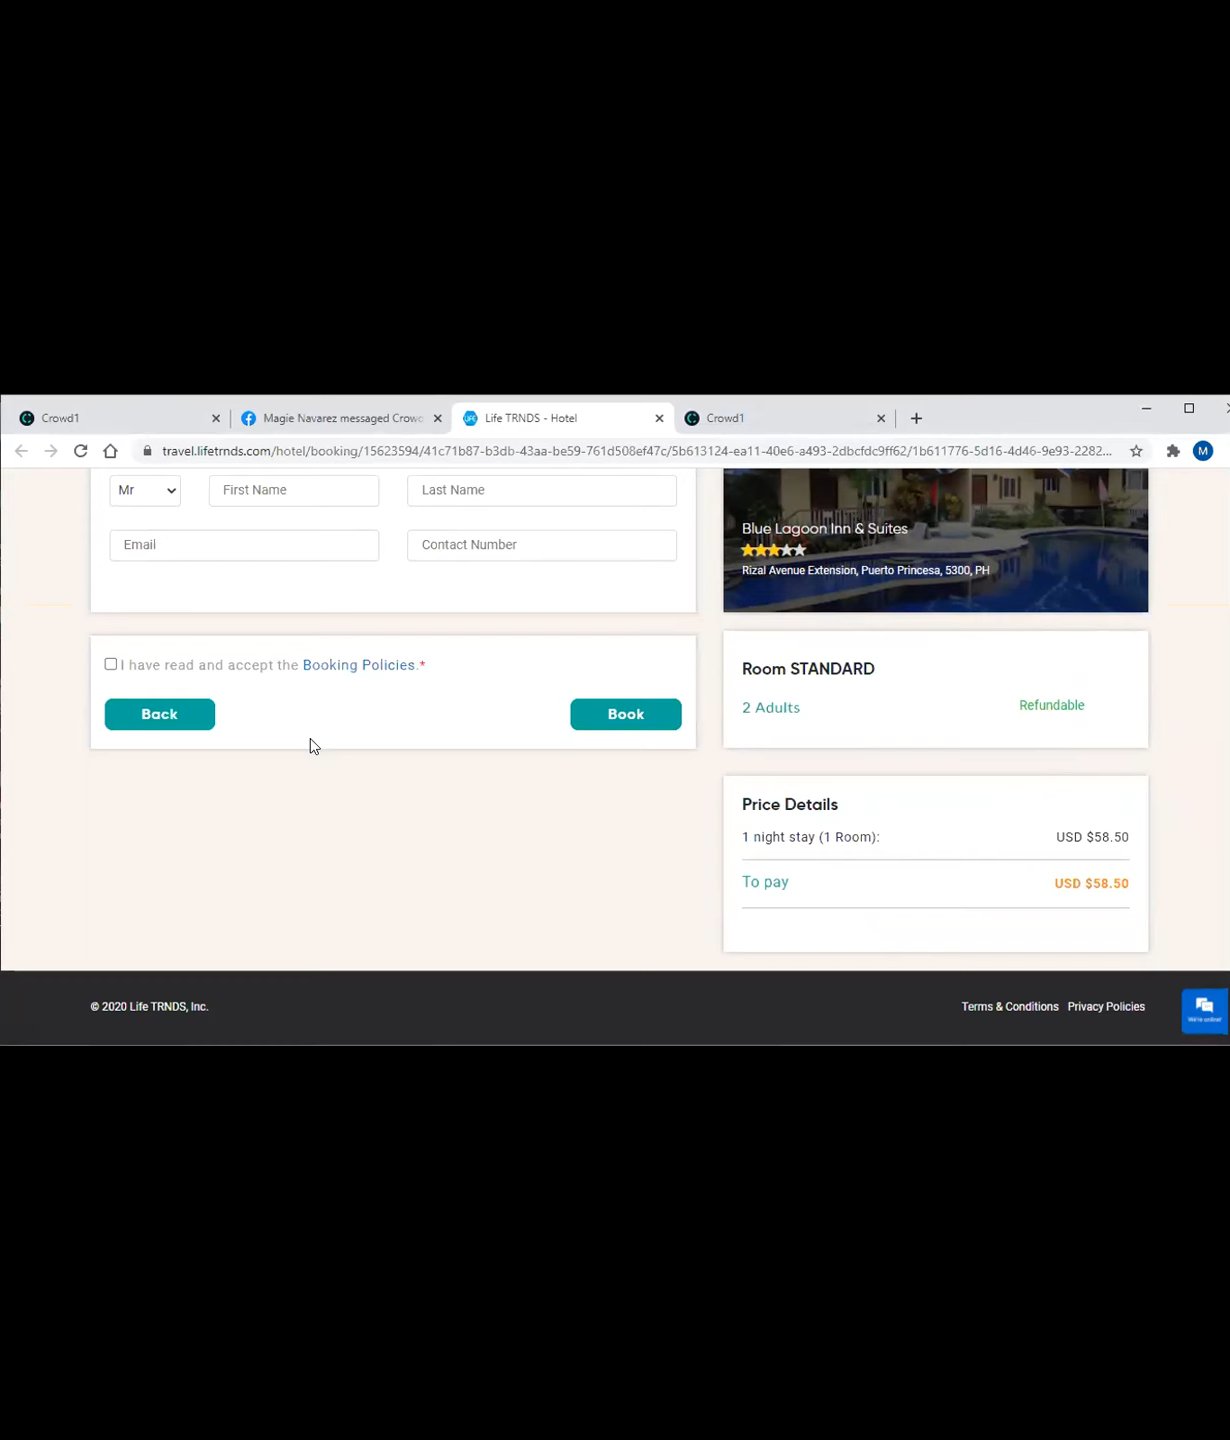 Crowd1
Magie Navarez messaged Crowd
Life TRNDS - Hotel
Crowd1
travel.lifetrnds.com/hotel/booking/15623594/41c71b87-b3db-43aa-be59-761d508ef47c/5b613124-ea11-40e6-a493-2dbcfdc9ff62/1b611776-5d16-4d46-9e93-2282...
M
Mr
First Name
Last Name
Email
Contact Number
Blue Lagoon Inn & Suites
Rizal Avenue Extension, Puerto Princesa, 5300, PH
I have read and accept the Booking Policies.*
Back
Book
Room STANDARD
2 Adults
Refundable
Price Details
1 night stay (1 Room): USD $58.50
To pay USD $58.50
© 2020 Life TRNDS, Inc.
Terms & Conditions Privacy Policies
We're online!